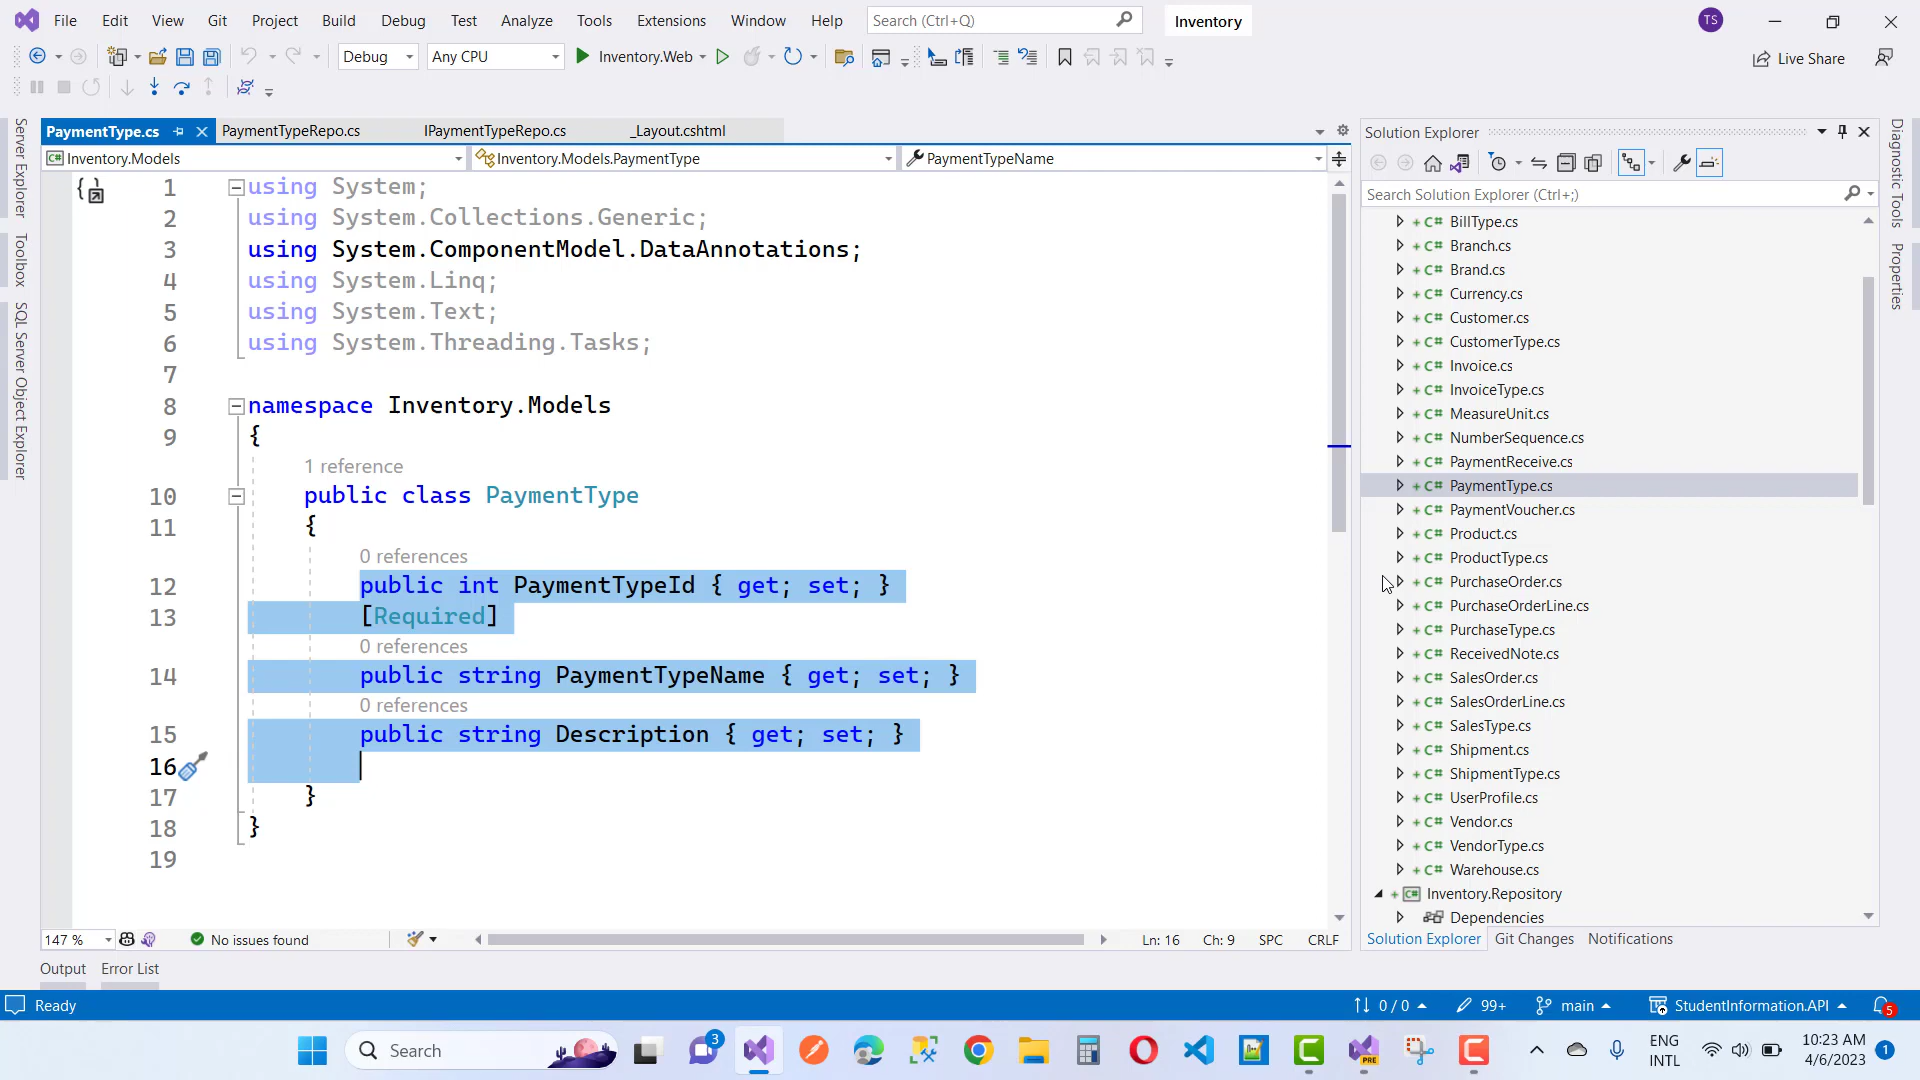 File Edit View Git Project Build Debug Test Analyze Tools Extensions Window Help Search (Ctrl+Q) Inventory TS
Debug Any CPU Inventory.Web Live Share
PaymentType.cs PaymentTypeRepo.cs IPaymentTypeRepo.cs _Layout.cshtml
Inventory.Models Inventory.Models.PaymentType PaymentTypeName
1 using System;
2 using System.Collections.Generic;
3 using System.ComponentModel.DataAnnotations;
4 using System.Linq;
5 using System.Text;
6 using System.Threading.Tasks;
7
8 namespace Inventory.Models
9 {
1 reference
10 public class PaymentType
11 {
0 references
12 public int PaymentTypeId { get; set; }
13 [Required]
0 references
14 public string PaymentTypeName { get; set; }
0 references
15 public string Description { get; set; }
16
17 }
18 }
19
Server Explorer
Toolbox
SQL Server Object Explorer
Solution Explorer
Search Solution Explorer (Ctrl+;)
C# BillType.cs
C# Branch.cs
C# Brand.cs
C# Currency.cs
C# Customer.cs
C# CustomerType.cs
C# Invoice.cs
C# InvoiceType.cs
C# MeasureUnit.cs
C# NumberSequence.cs
C# PaymentReceive.cs
C# PaymentType.cs
C# PaymentVoucher.cs
C# Product.cs
C# ProductType.cs
C# PurchaseOrder.cs
C# PurchaseOrderLine.cs
C# PurchaseType.cs
C# ReceivedNote.cs
C# SalesOrder.cs
C# SalesOrderLine.cs
C# SalesType.cs
C# Shipment.cs
C# ShipmentType.cs
C# UserProfile.cs
C# Vendor.cs
C# VendorType.cs
C# Warehouse.cs
C# Inventory.Repository
Dependencies
Solution Explorer Git Changes Notifications
Diagnostic Tools
Properties
147 % No issues found Ln: 16 Ch: 9 SPC CRLF
Output Error List
Ready 0 / 0 99+ main StudentInformation.API 5
Search 3 PRE ENG INTL 10:23 AM 4/6/2023 1